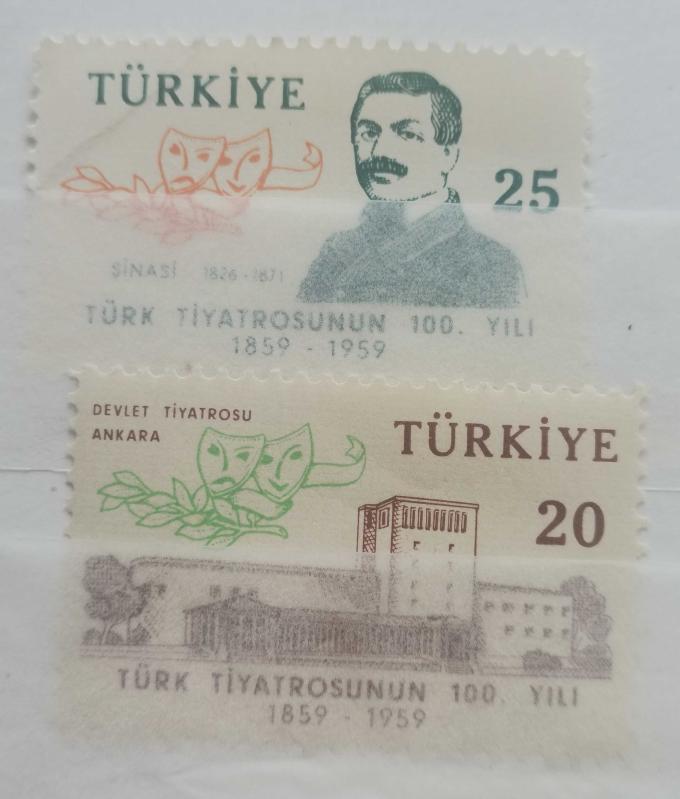 TÜRKİYE
25
ŞİNASİ 1826-1871
TÜRK TİYATROSUNUN 100. YILI
1859 - 1959
DEVLET TİYATROSU
ANKARA
TÜRKİYE
20
TÜRK TİYATROSUNUN 100. YILI
1859 - 1959